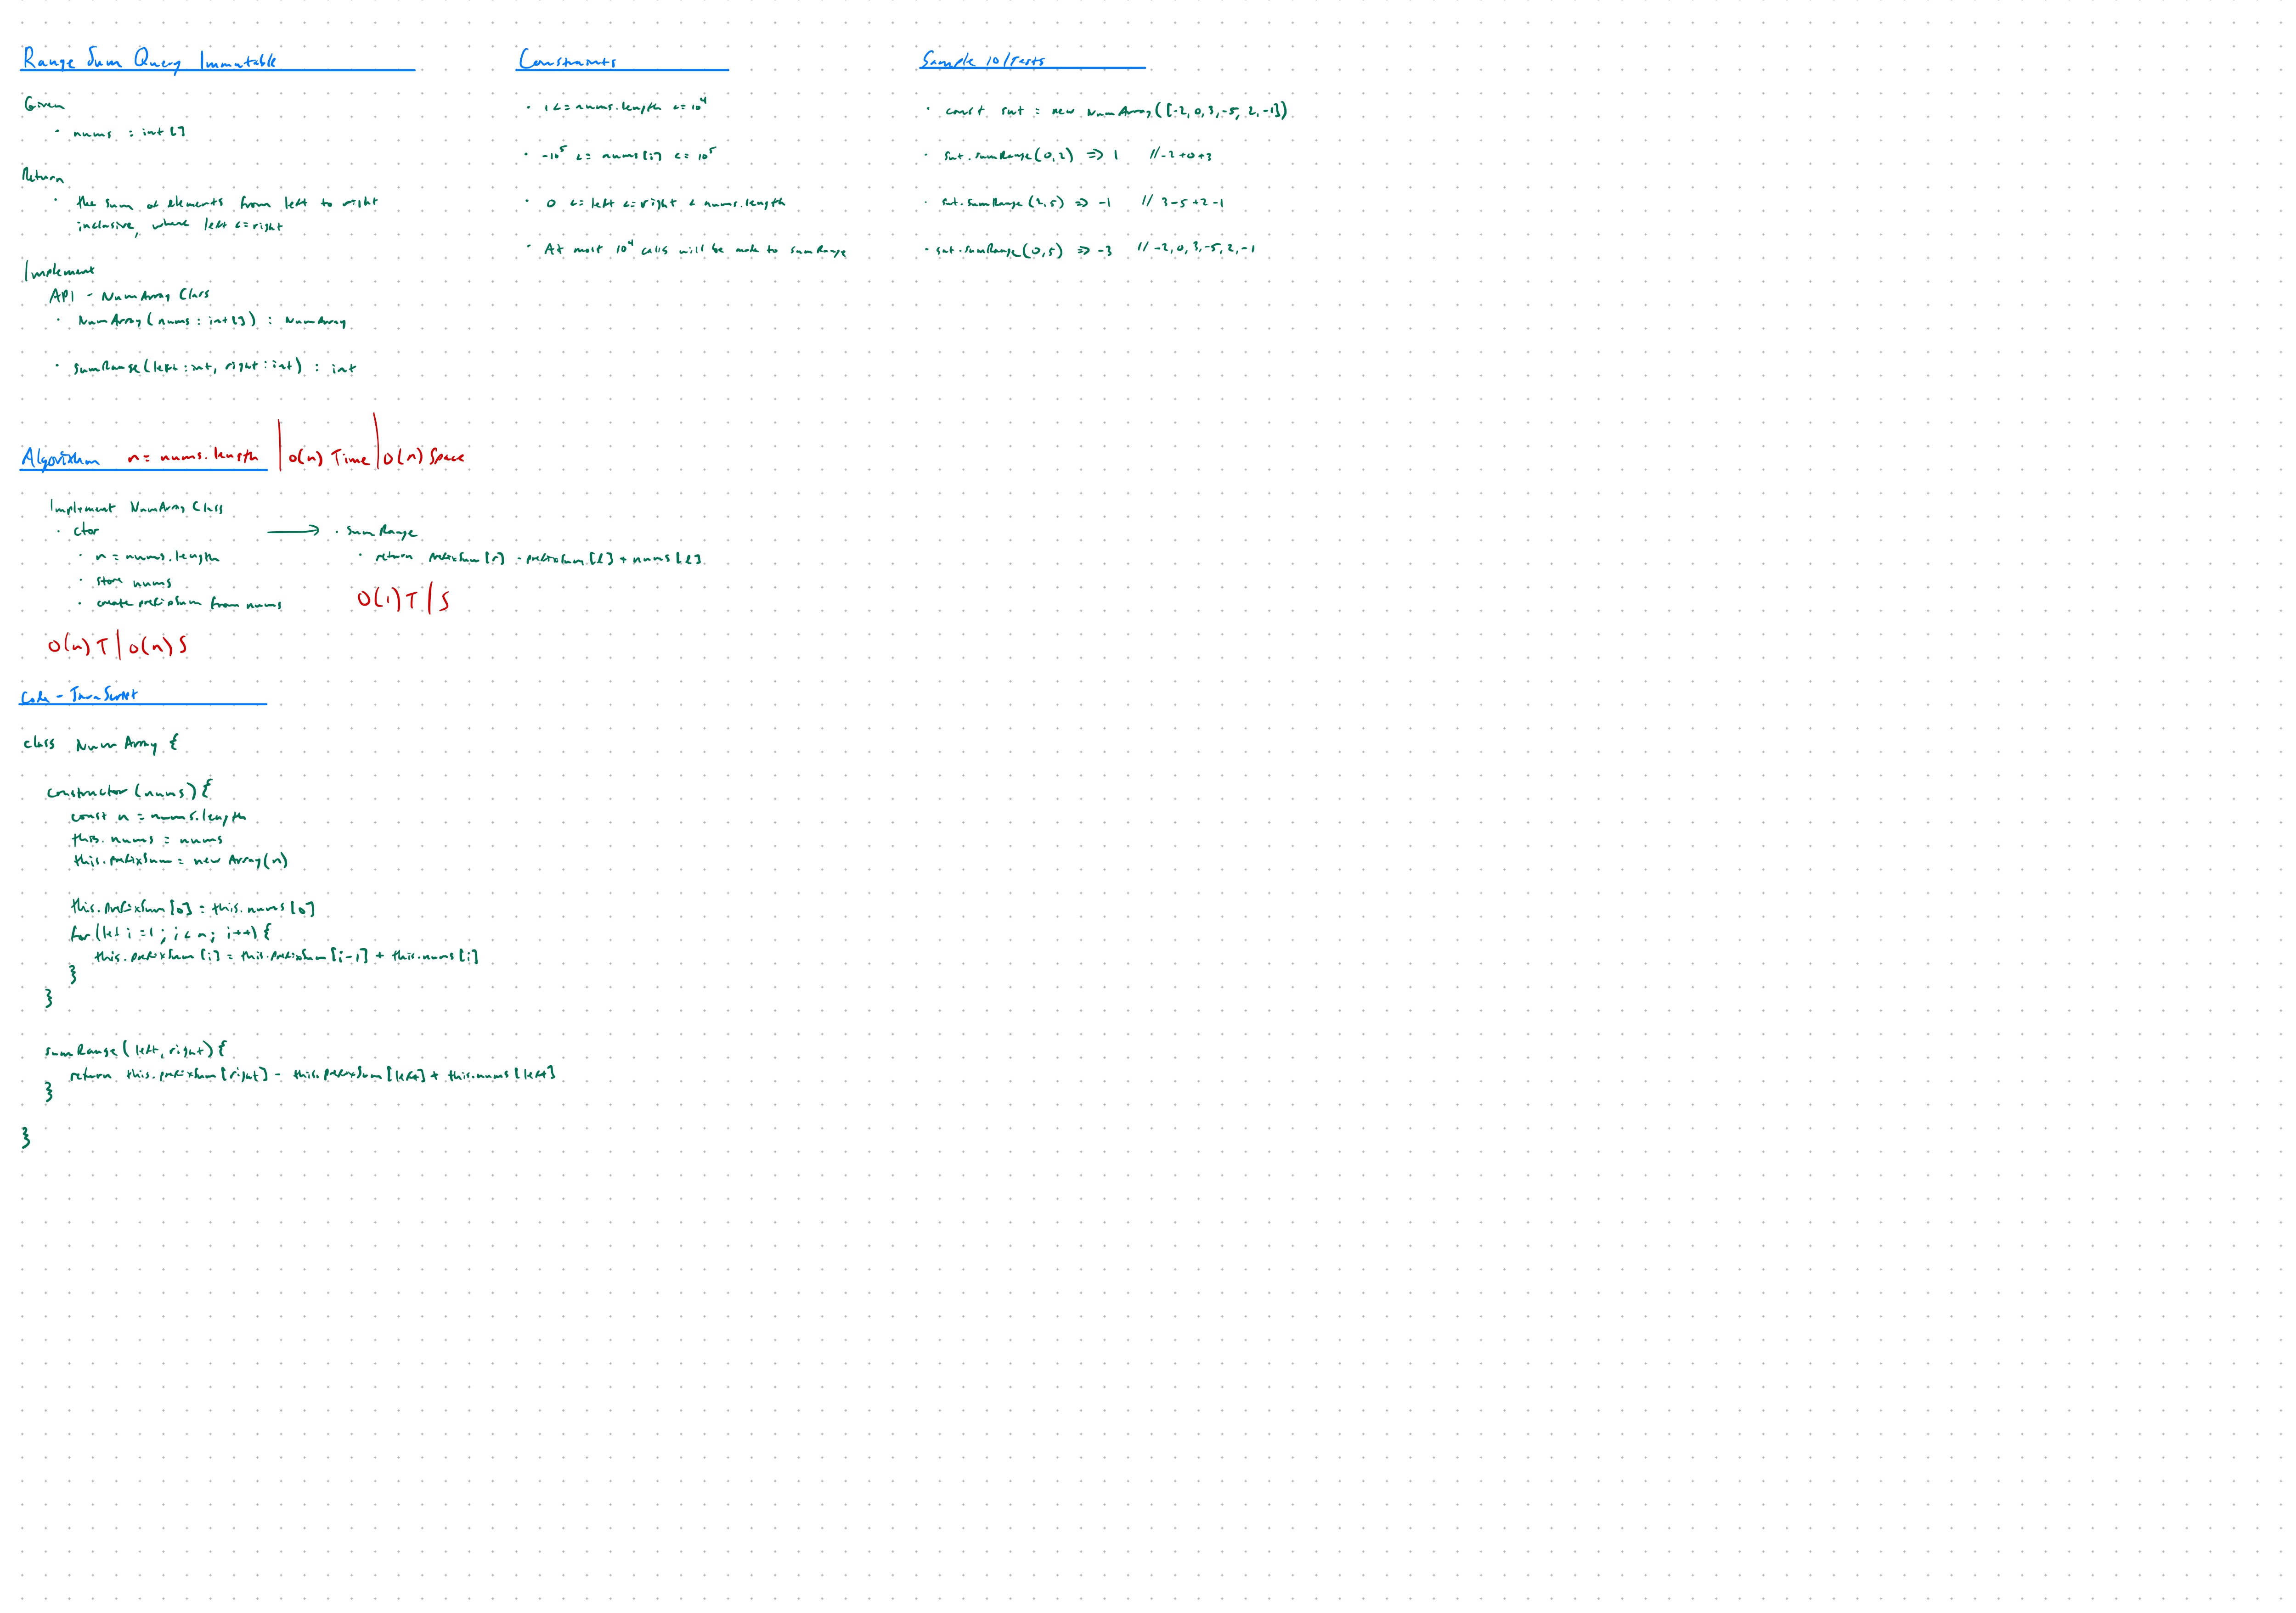 Range Sum Query Immutable
Given
· nums : int[]
Return
· the sum of elements from left to right
inclusive, where left <= right
Implement
API - NumArray Class
· NumArray(nums : int[]) : NumArray
· sumRange(left : int, right : int) : int
Constraints
· 1 <= nums.length <= 10^4
· -10^5 <= nums[i] <= 10^5
· 0 <= left <= right < nums.length
· At most 10^4 calls will be made to sumRange
Sample IO/Tests
· const sut = new NumArray([-2, 0, 3, -5, 2, -1])
· sut.sumRange(0,2) => 1 // -2+0+3
· sut.sumRange(2,5) => -1 // 3-5+2-1
· sut.sumRange(0,5) => -3 // -2, 0, 3, -5, 2, -1
Algorithm n = nums.length | O(n) Time | O(n) Space
Implement NumArray Class
· ctor
· n = nums.length
· store nums
· create prefixSum from nums
O(n) T | O(n) S
→ · sumRange
· return prefixSum[r] - prefixSum[l] + nums[l]
O(1) T | S
Code - JavaScript
class NumArray {
constructor(nums) {
const n = nums.length
this.nums = nums
this.prefixSum = new Array(n)
this.prefixSum[0] = this.nums[0]
for (let i = 1; i < n; i++) {
this.prefixSum[i] = this.prefixSum[i-1] + this.nums[i]
}
}
sumRange(left, right) {
return this.prefixSum[right] - this.prefixSum[left] + this.nums[left]
}
}